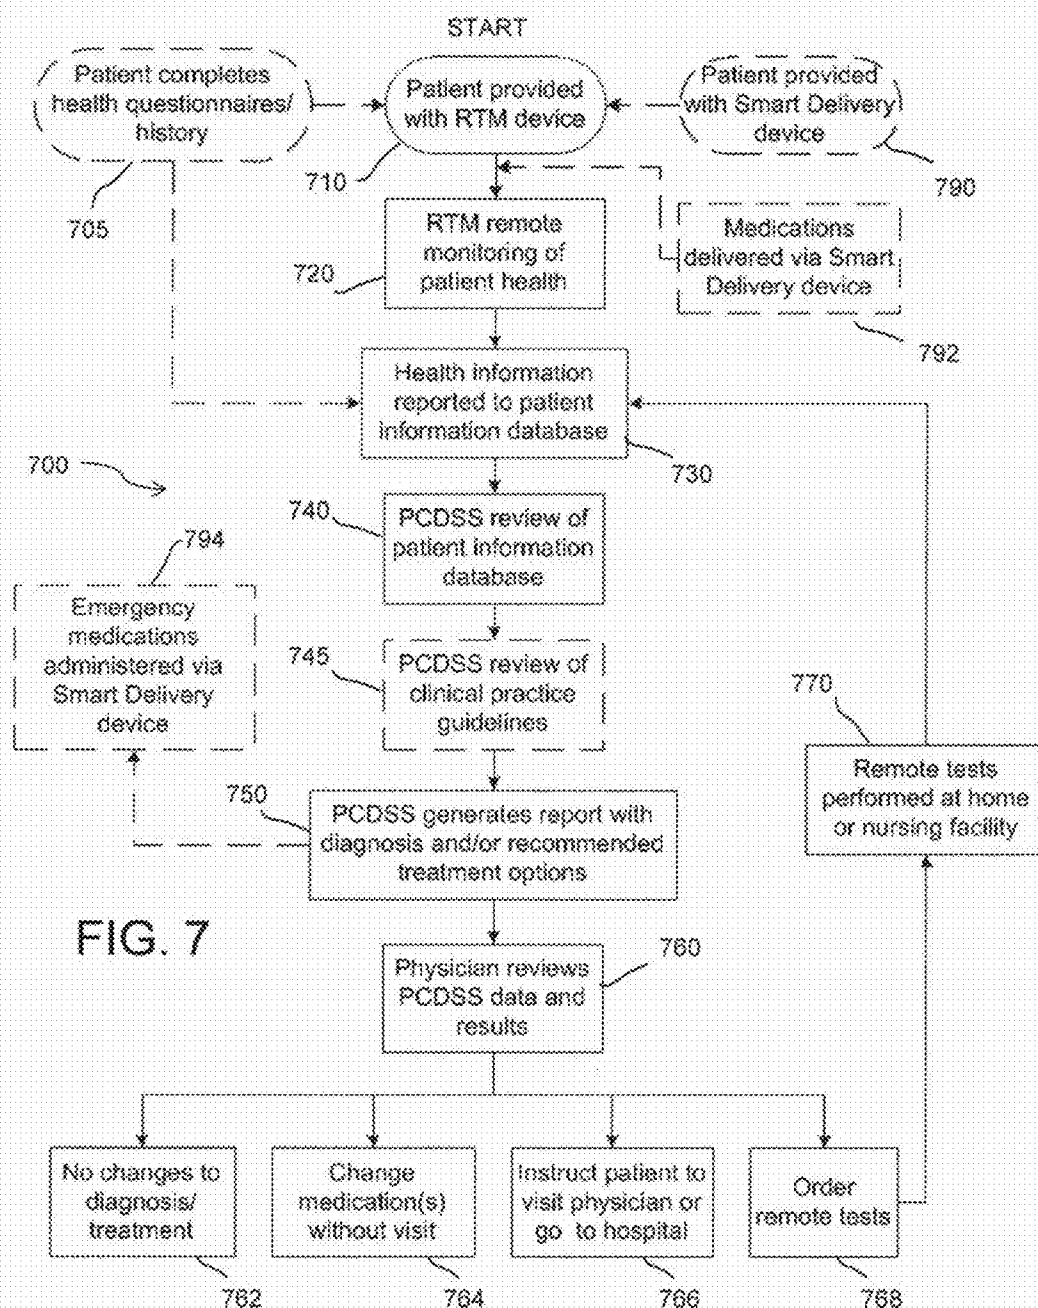 START
Patient completes
health questionnaires/
history
705
Patient provided
with RTM device
710
Patient provided
with Smart Delivery
device
790
RTM remote
monitoring of
patient health
720
Medications
delivered via Smart
Delivery device
792
Health information
reported to patient
information database
730
700
740
PCDSS review of
patient information
database
794
Emergency
medications
administered via
Smart Delivery
device
745
PCDSS review of
clinical practice
guidelines
770
Remote tests
performed at home
or nursing facility
750
PCDSS generates report with
diagnosis and/or recommended
treatment options
FIG. 7
760
Physician reviews
PCDSS data and
results
No changes to
diagnosis/
treatment
762
Change
medication(s)
without visit
764
Instruct patient to
visit physician or
go to hospital
766
Order
remote tests
768